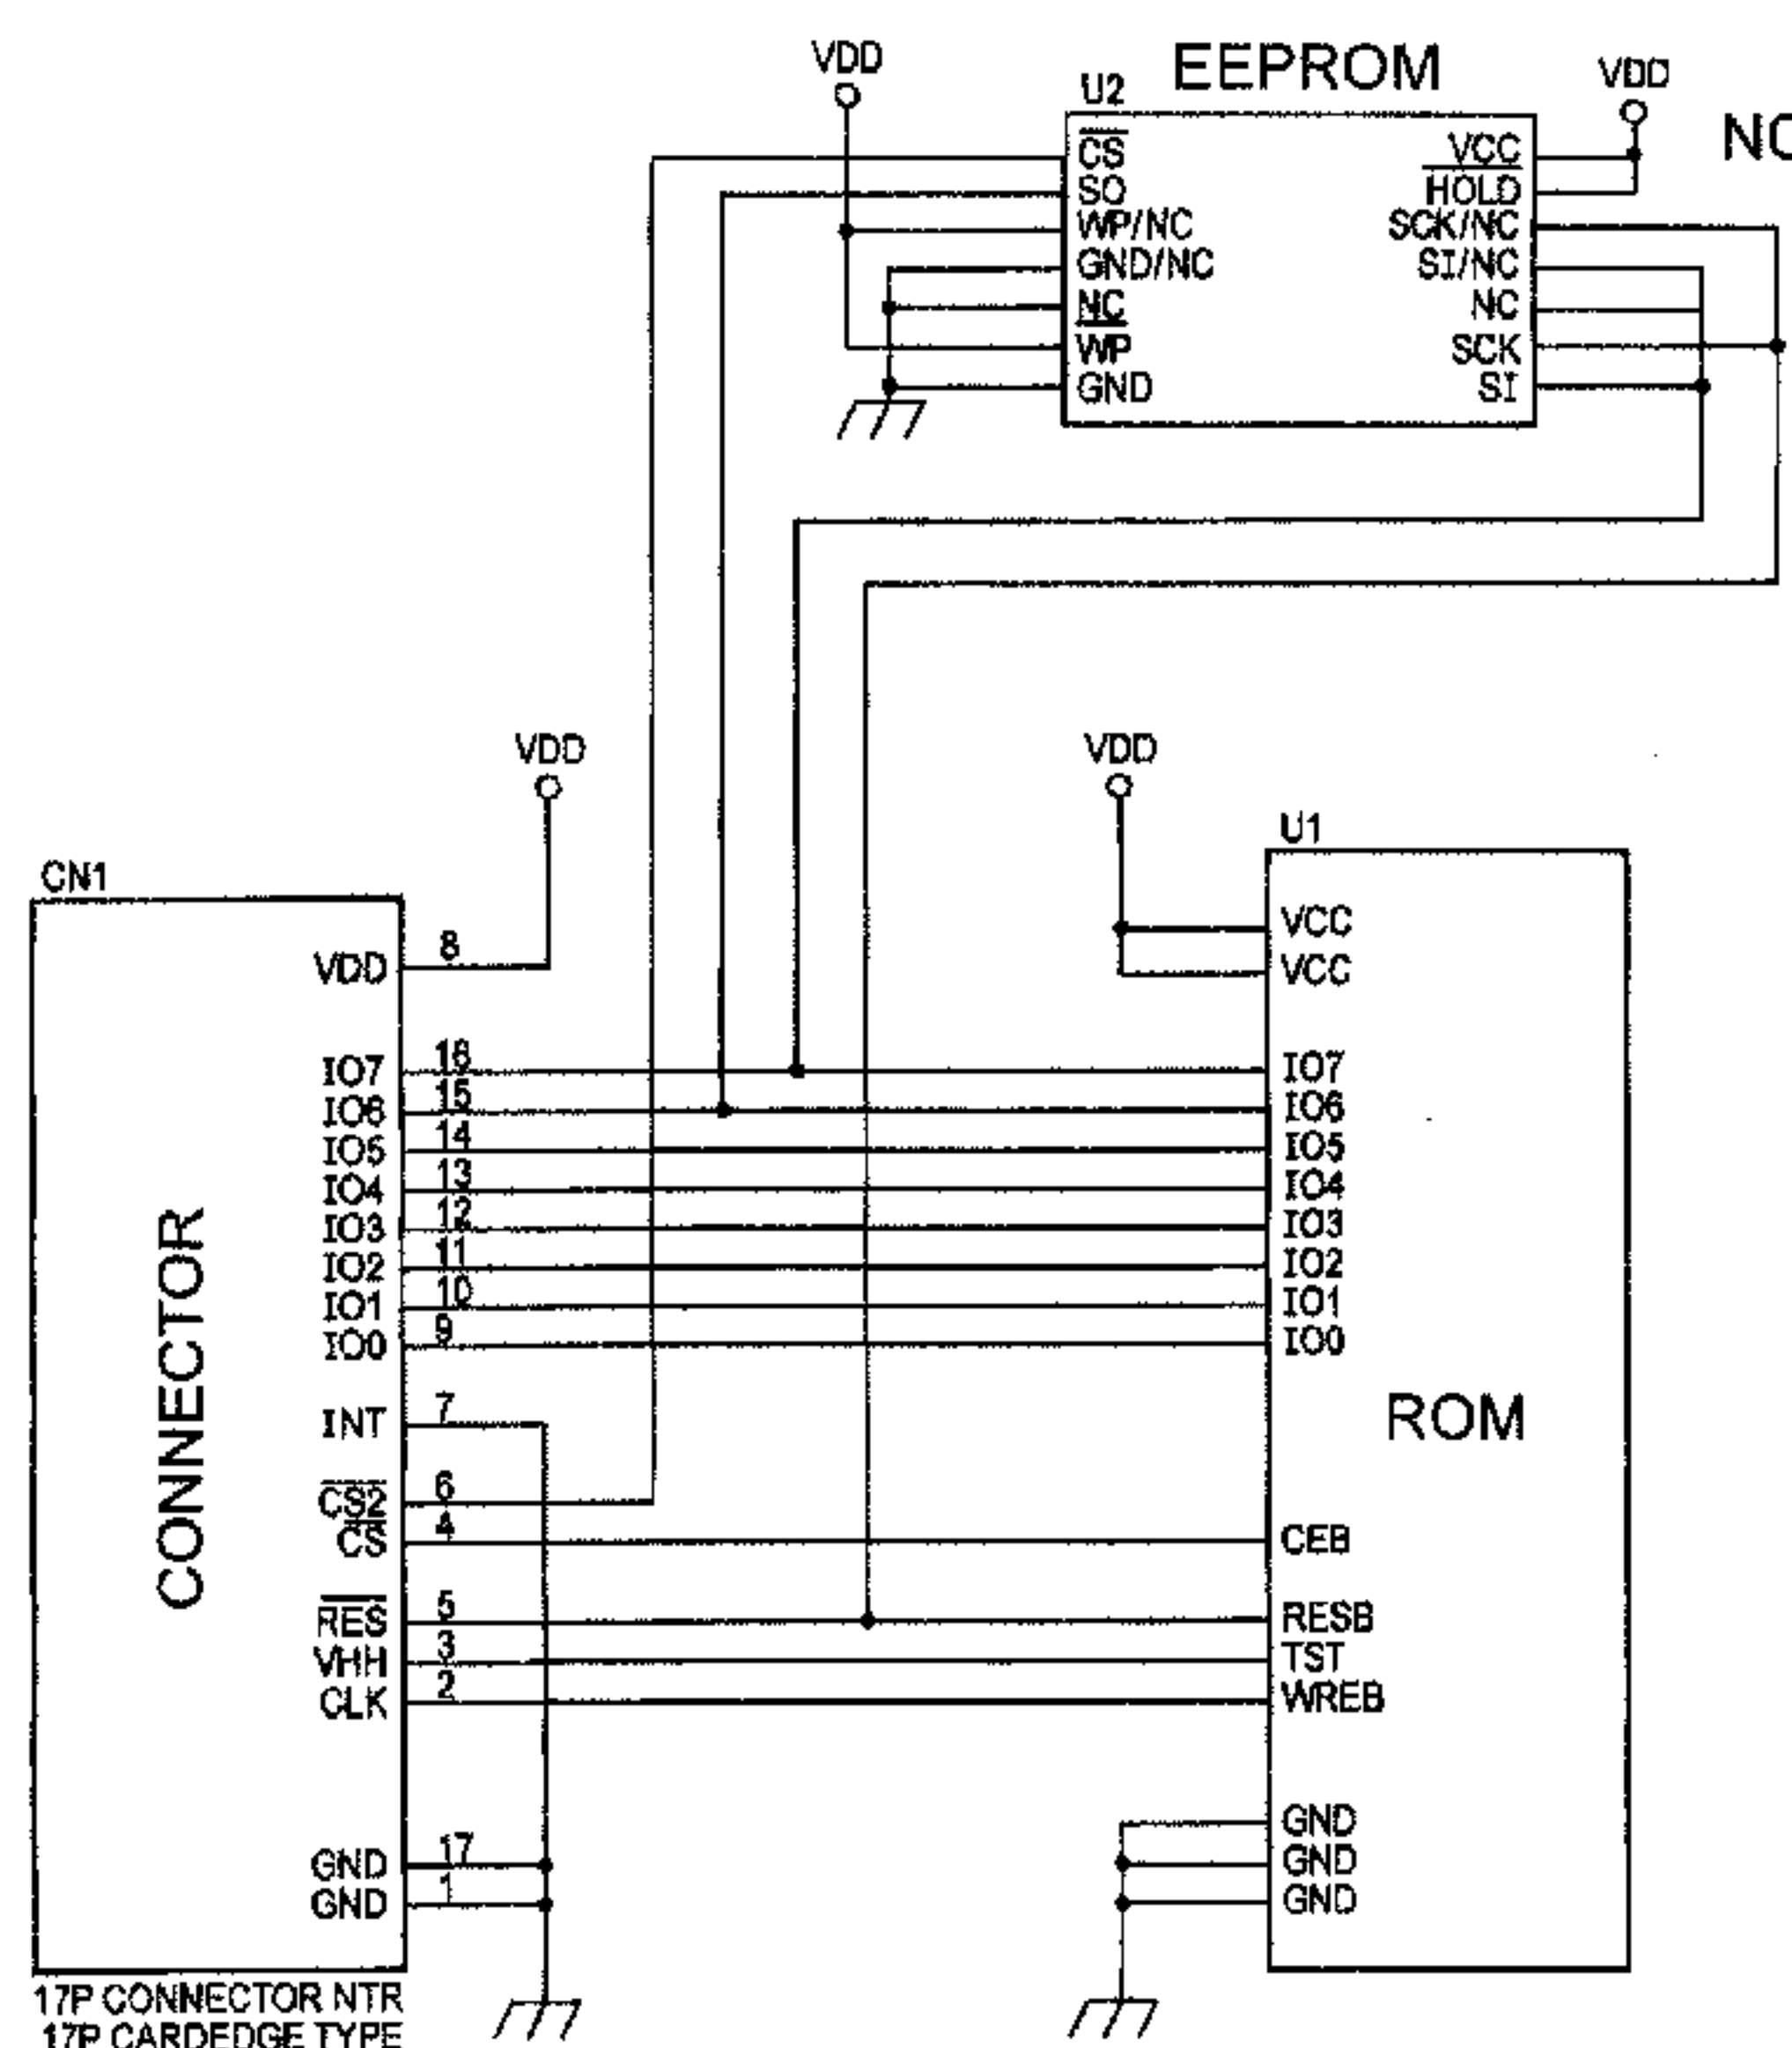 VDD
EEPROM
VDD
U2
NC
CS
SO
WP/NC
GND/NC
NC
WP
GND
VCC
HOLD
SCK/NC
SI/NC
NC
SCK
SI
VDD
VDD
CN1
U1
CONNECTOR
VDD 8
IO7 16
IO6 15
IO5 14
IO4 13
IO3 12
IO2 11
IO1 10
IO0 9
INT 7
CS2 6
CS 4
RES 5
VHH 3
CLK 2
GND 17
GND 1
VCC
VCC
IO7
IO6
IO5
IO4
IO3
IO2
IO1
IO0
ROM
CEB
RESB
TST
WREB
GND
GND
GND
17P CONNECTOR NTR
17P CARDEDGE TYPE